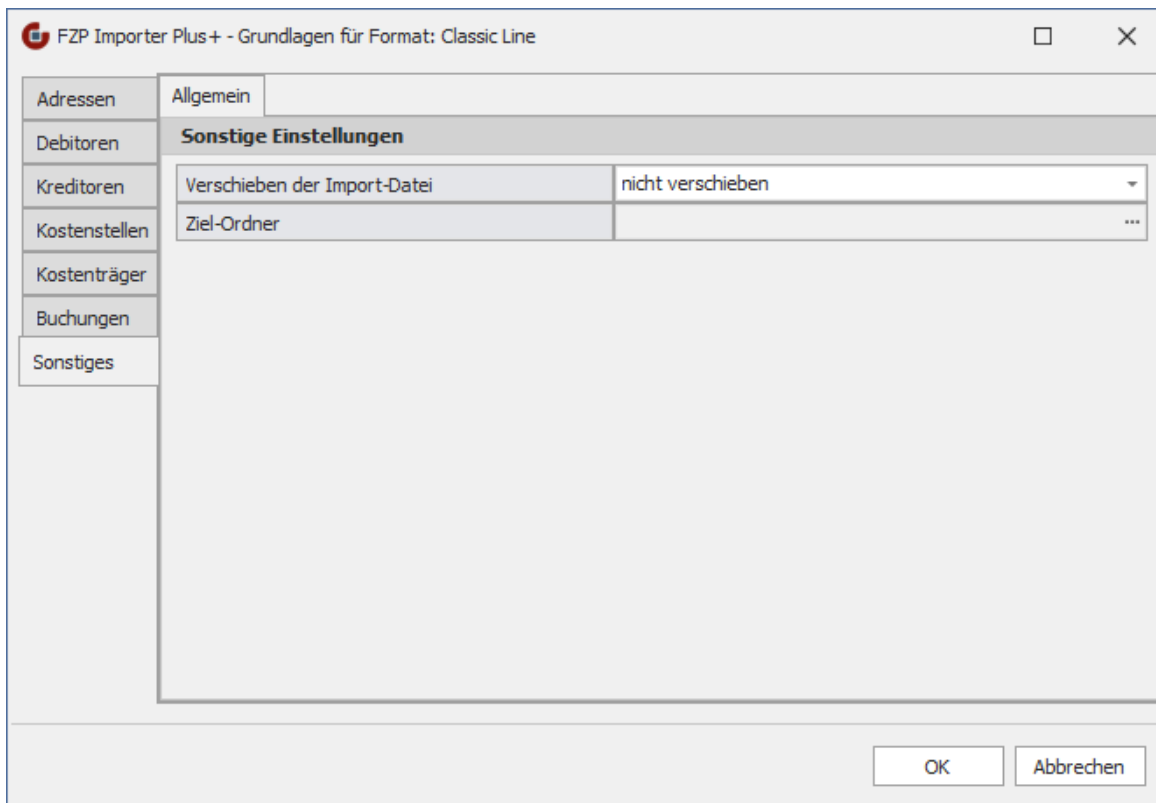 FZP Importer Plus+ - Grundlagen für Format: Classic Line
Adressen
Debitoren
Kreditoren
Kostenstellen
Kostenträger
Buchungen
Sonstiges
Allgemein
Sonstige Einstellungen
Verschieben der Import-Datei nicht verschieben
Ziel-Ordner ...
OK Abbrechen